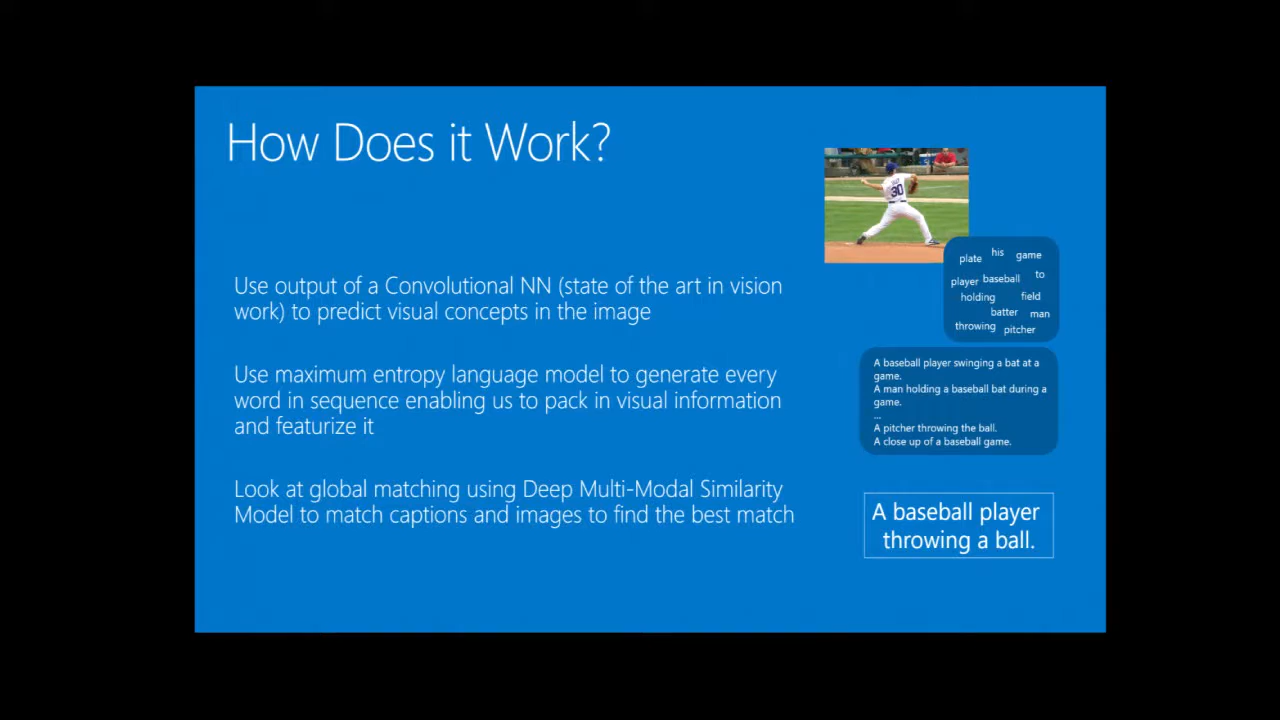 How Does it Work?
30
Use output of a Convolutional NN (state of the art in vision
work) to predict visual concepts in the image
Use maximum entropy language model to generate every
word in sequence enabling us to pack in visual information
and featurize it
Look at global matching using Deep Multi-Modal Similarity
Model to match captions and images to find the best match
plate his game
player baseball to
holding field
batter man
throwing pitcher
A baseball player swinging a bat at a
game.
A man holding a baseball bat during a
game.
...
A pitcher throwing the ball.
A close up of a baseball game.
A baseball player
throwing a ball.